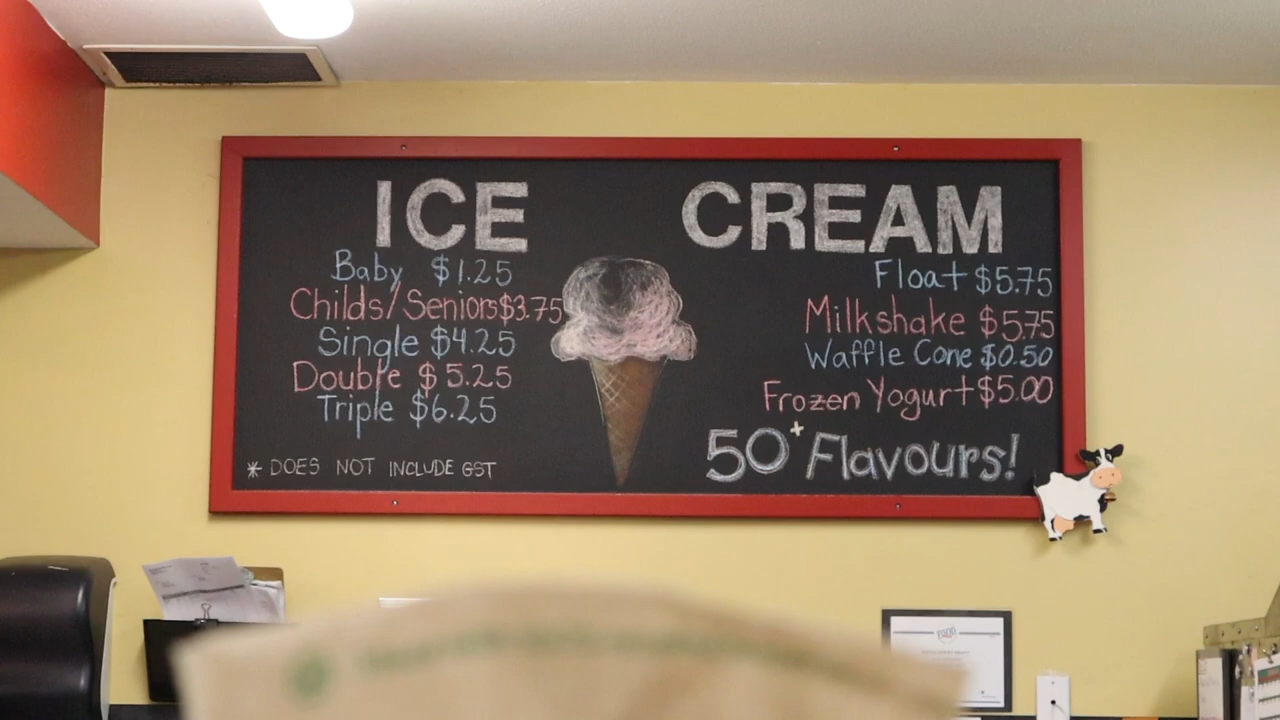 ICE CREAM
Baby $1.25
Childs/Seniors $3.75
Single $4.25
Double $5.25
Triple $6.25
* DOES NOT INCLUDE GST
Float $5.75
Milkshake $5.75
Waffle Cone $0.50
Frozen Yogurt $5.00
50+ Flavours!